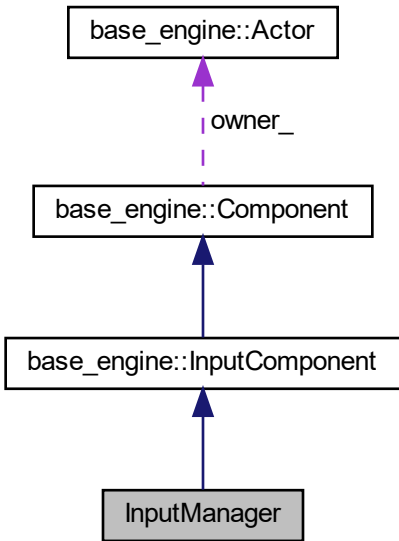 base_engine::Actor
owner_
base_engine::Component
base_engine::InputComponent
InputManager